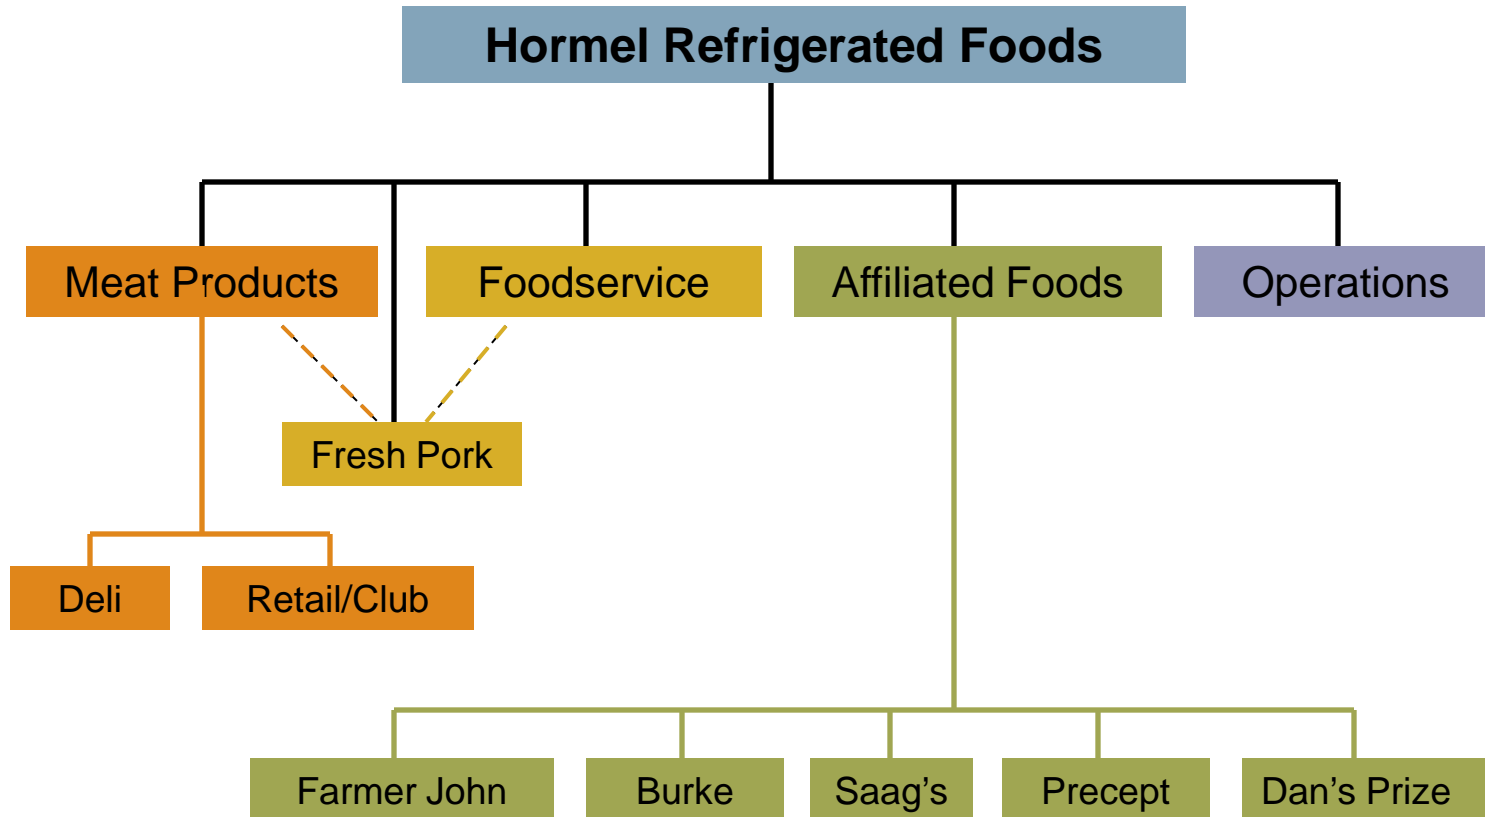 Hormel Refrigerated Foods
Meat Products
Foodservice
Affiliated Foods
Operations
Fresh Pork
Deli
Retail/Club
Farmer John
Burke
Saag’s
Precept
Dan’s Prize